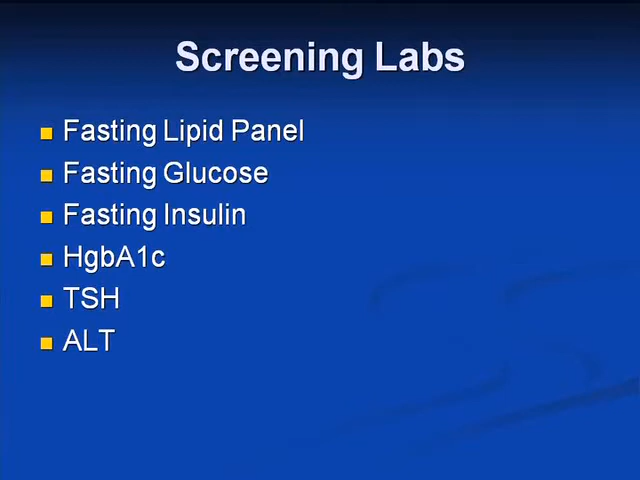 Screening Labs
Fasting Lipid Panel
Fasting Glucose
Fasting Insulin
HgbA1c
TSH
ALT